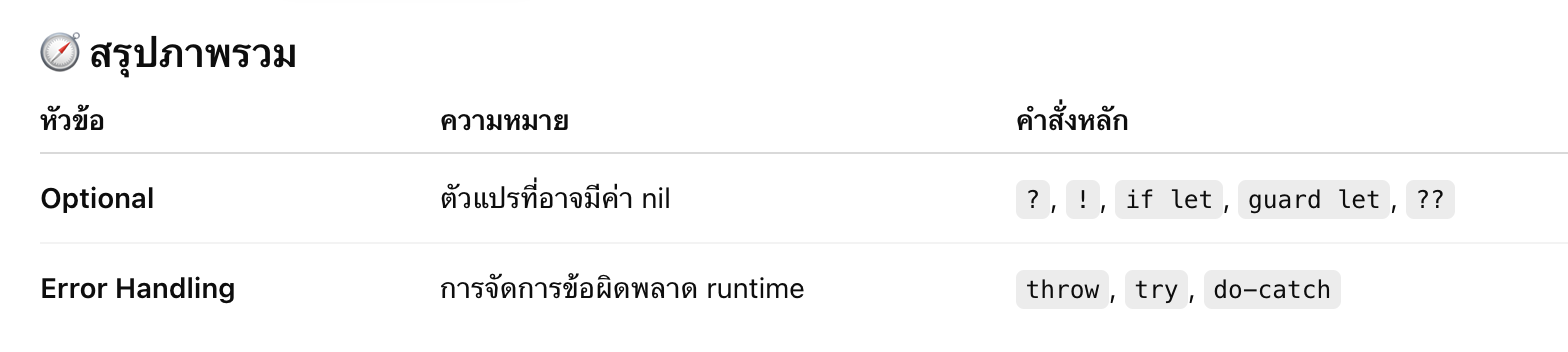 🧭 สรุปภาพรวม
หัวข้อ ความหมาย คำสั่งหลัก
Optional ตัวแปรที่อาจมีค่า nil ?, !, if let, guard let, ??
Error Handling การจัดการข้อผิดพลาด runtime throw, try, do-catch